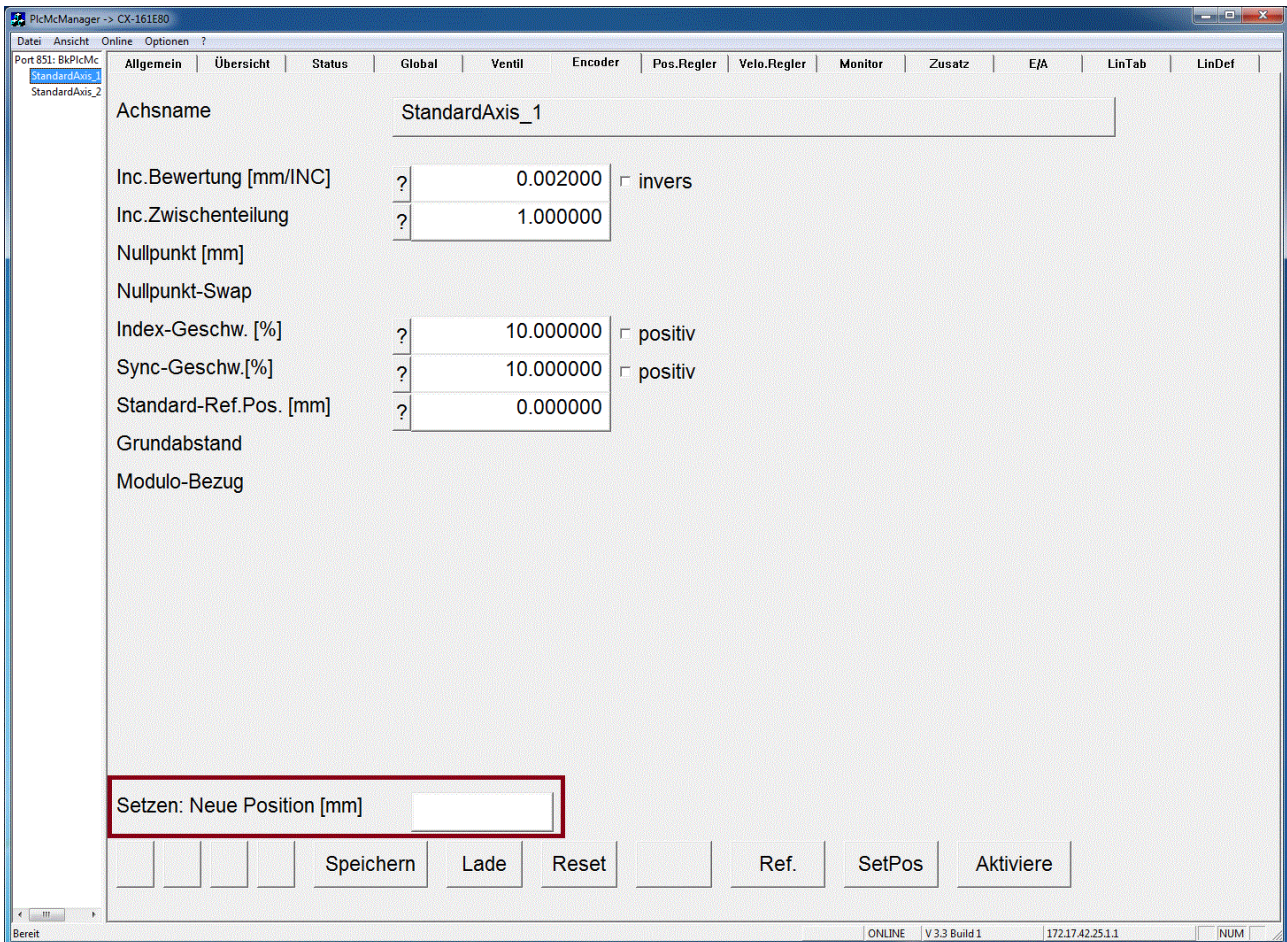 PlcMcManager -> CX-161E80
Datei Ansicht Online Optionen ?
Port 851: BkPlcMc
StandardAxis_1
StandardAxis_2
Allgemein Übersicht Status Global Ventil Encoder Pos.Regler Velo.Regler Monitor Zusatz E/A LinTab LinDef
Achsname StandardAxis_1
Inc.Bewertung [mm/INC] ? 0.002000 invers
Inc.Zwischenteilung ? 1.000000
Nullpunkt [mm]
Nullpunkt-Swap
Index-Geschw. [%] ? 10.000000 positiv
Sync-Geschw.[%] ? 10.000000 positiv
Standard-Ref.Pos. [mm] ? 0.000000
Grundabstand
Modulo-Bezug
Setzen: Neue Position [mm]
Speichern Lade Reset Ref. SetPos Aktiviere
Bereit ONLINE V 3.3 Build 1 172.17.42.25.1.1 NUM